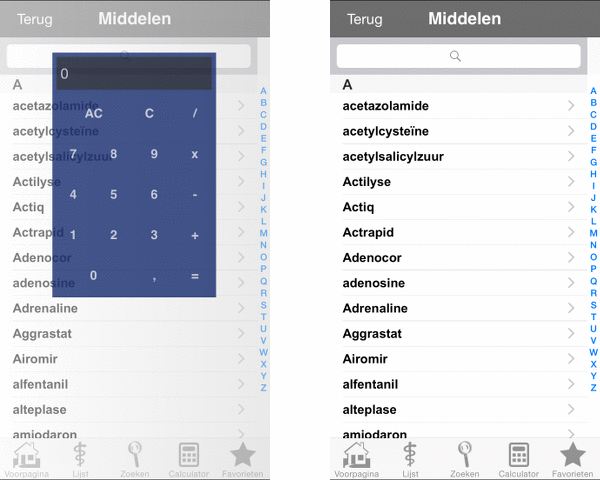 Terug Middelen
0
A
AC C /
acetazolamide
acetylcysteïne
7 8 9 x
acetylsalicylzuur
Actilyse
4 5 6 -
Actiq
1 2 3 +
Actrapid
Adenocor
0 , =
adenosine
Adrenaline
Aggrastat
Airomir
alfentanil
alteplase
amiodaron
A
B
C
D
E
F
G
H
I
J
K
L
M
N
O
P
Q
R
S
T
U
V
W
X
Y
Z
Voorpagina Lijst Zoeken Calculator Favorieten
Terug Middelen
A
acetazolamide
acetylcysteïne
acetylsalicylzuur
Actilyse
Actiq
Actrapid
Adenocor
adenosine
Adrenaline
Aggrastat
Airomir
alfentanil
alteplase
amiodaron
A
B
C
D
E
F
G
H
I
J
K
L
M
N
O
P
Q
R
S
T
U
V
W
X
Y
Z
Voorpagina Lijst Zoeken Calculator Favorieten